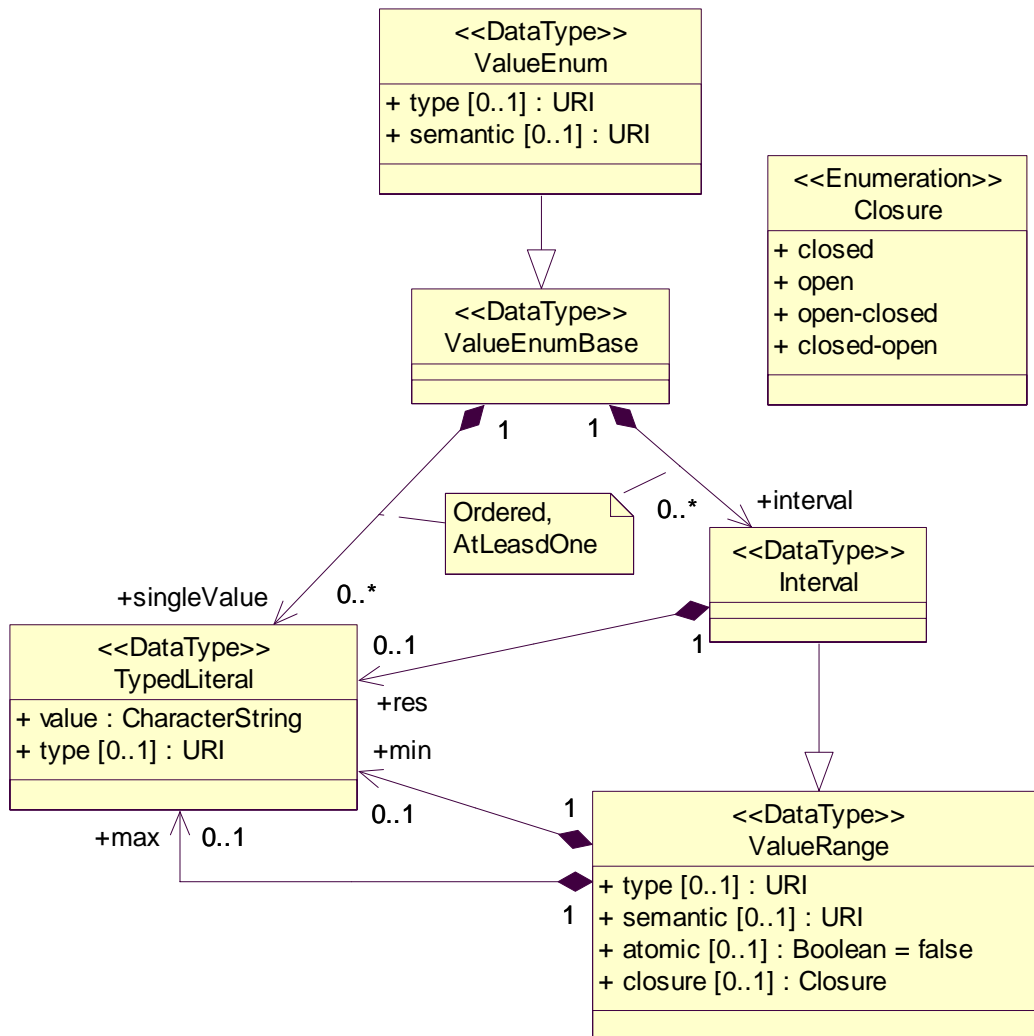 <<DataType>>
ValueEnum
+ type [0..1] : URI
+ semantic [0..1] : URI
<<Enumeration>>
Closure
+ closed
+ open
+ open-closed
+ closed-open
<<DataType>>
ValueEnumBase
1
1
Ordered,
AtLeasdOne
0..*
+interval
+singleValue
0..*
<<DataType>>
Interval
<<DataType>>
TypedLiteral
+ value : CharacterString
+ type [0..1] : URI
0..1
1
+res
+min
0..1
1
+max
0..1
1
<<DataType>>
ValueRange
+ type [0..1] : URI
+ semantic [0..1] : URI
+ atomic [0..1] : Boolean = false
+ closure [0..1] : Closure